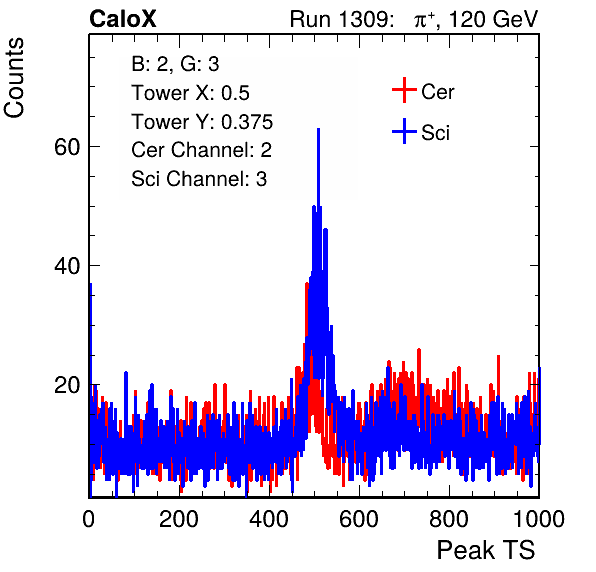 CaloX Run 1309: π⁺, 120 GeV
Counts
B: 2, G: 3
Tower X: 0.5
Tower Y: 0.375
Cer Channel: 2
Sci Channel: 3
Cer
Sci
60
40
20
0 200 400 600 800 1000
Peak TS